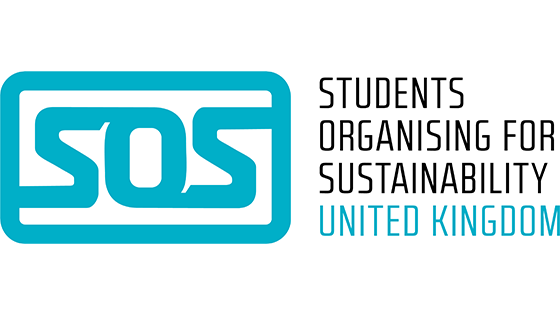 SOS
STUDENTS
ORGANISING FOR
SUSTAINABILITY
UNITED KINGDOM